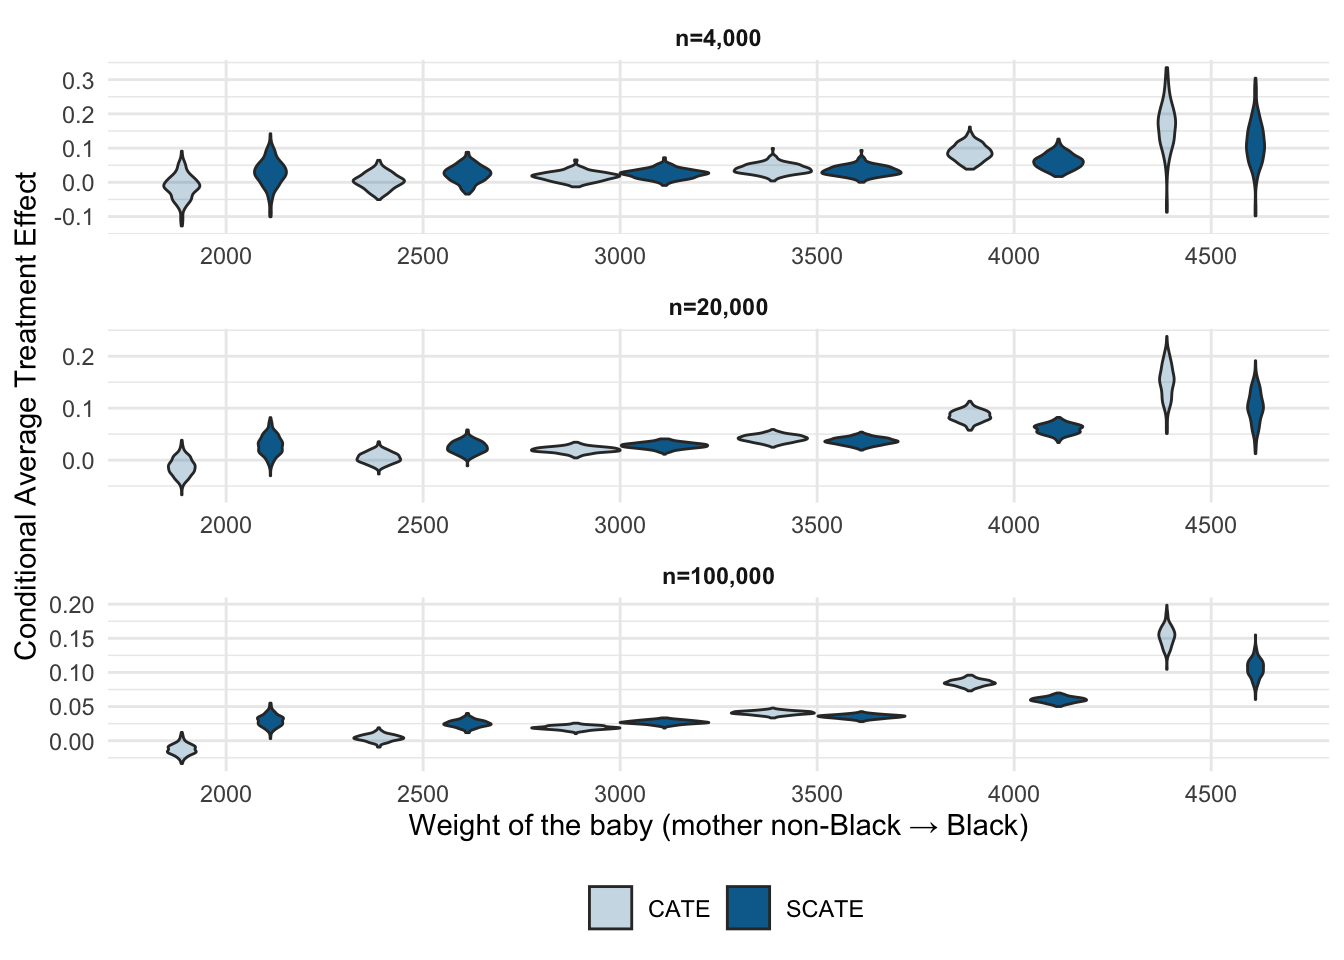 n=4,000
0.3
0.2
0.1
0.0
-0.1
2000 2500 3000 3500 4000 4500
n=20,000
0.2
0.1
0.0
2000 2500 3000 3500 4000 4500
n=100,000
0.20
0.15
0.10
0.05
0.00
2000 2500 3000 3500 4000 4500
Conditional Average Treatment Effect
Weight of the baby (mother non-Black → Black)
CATE SCATE